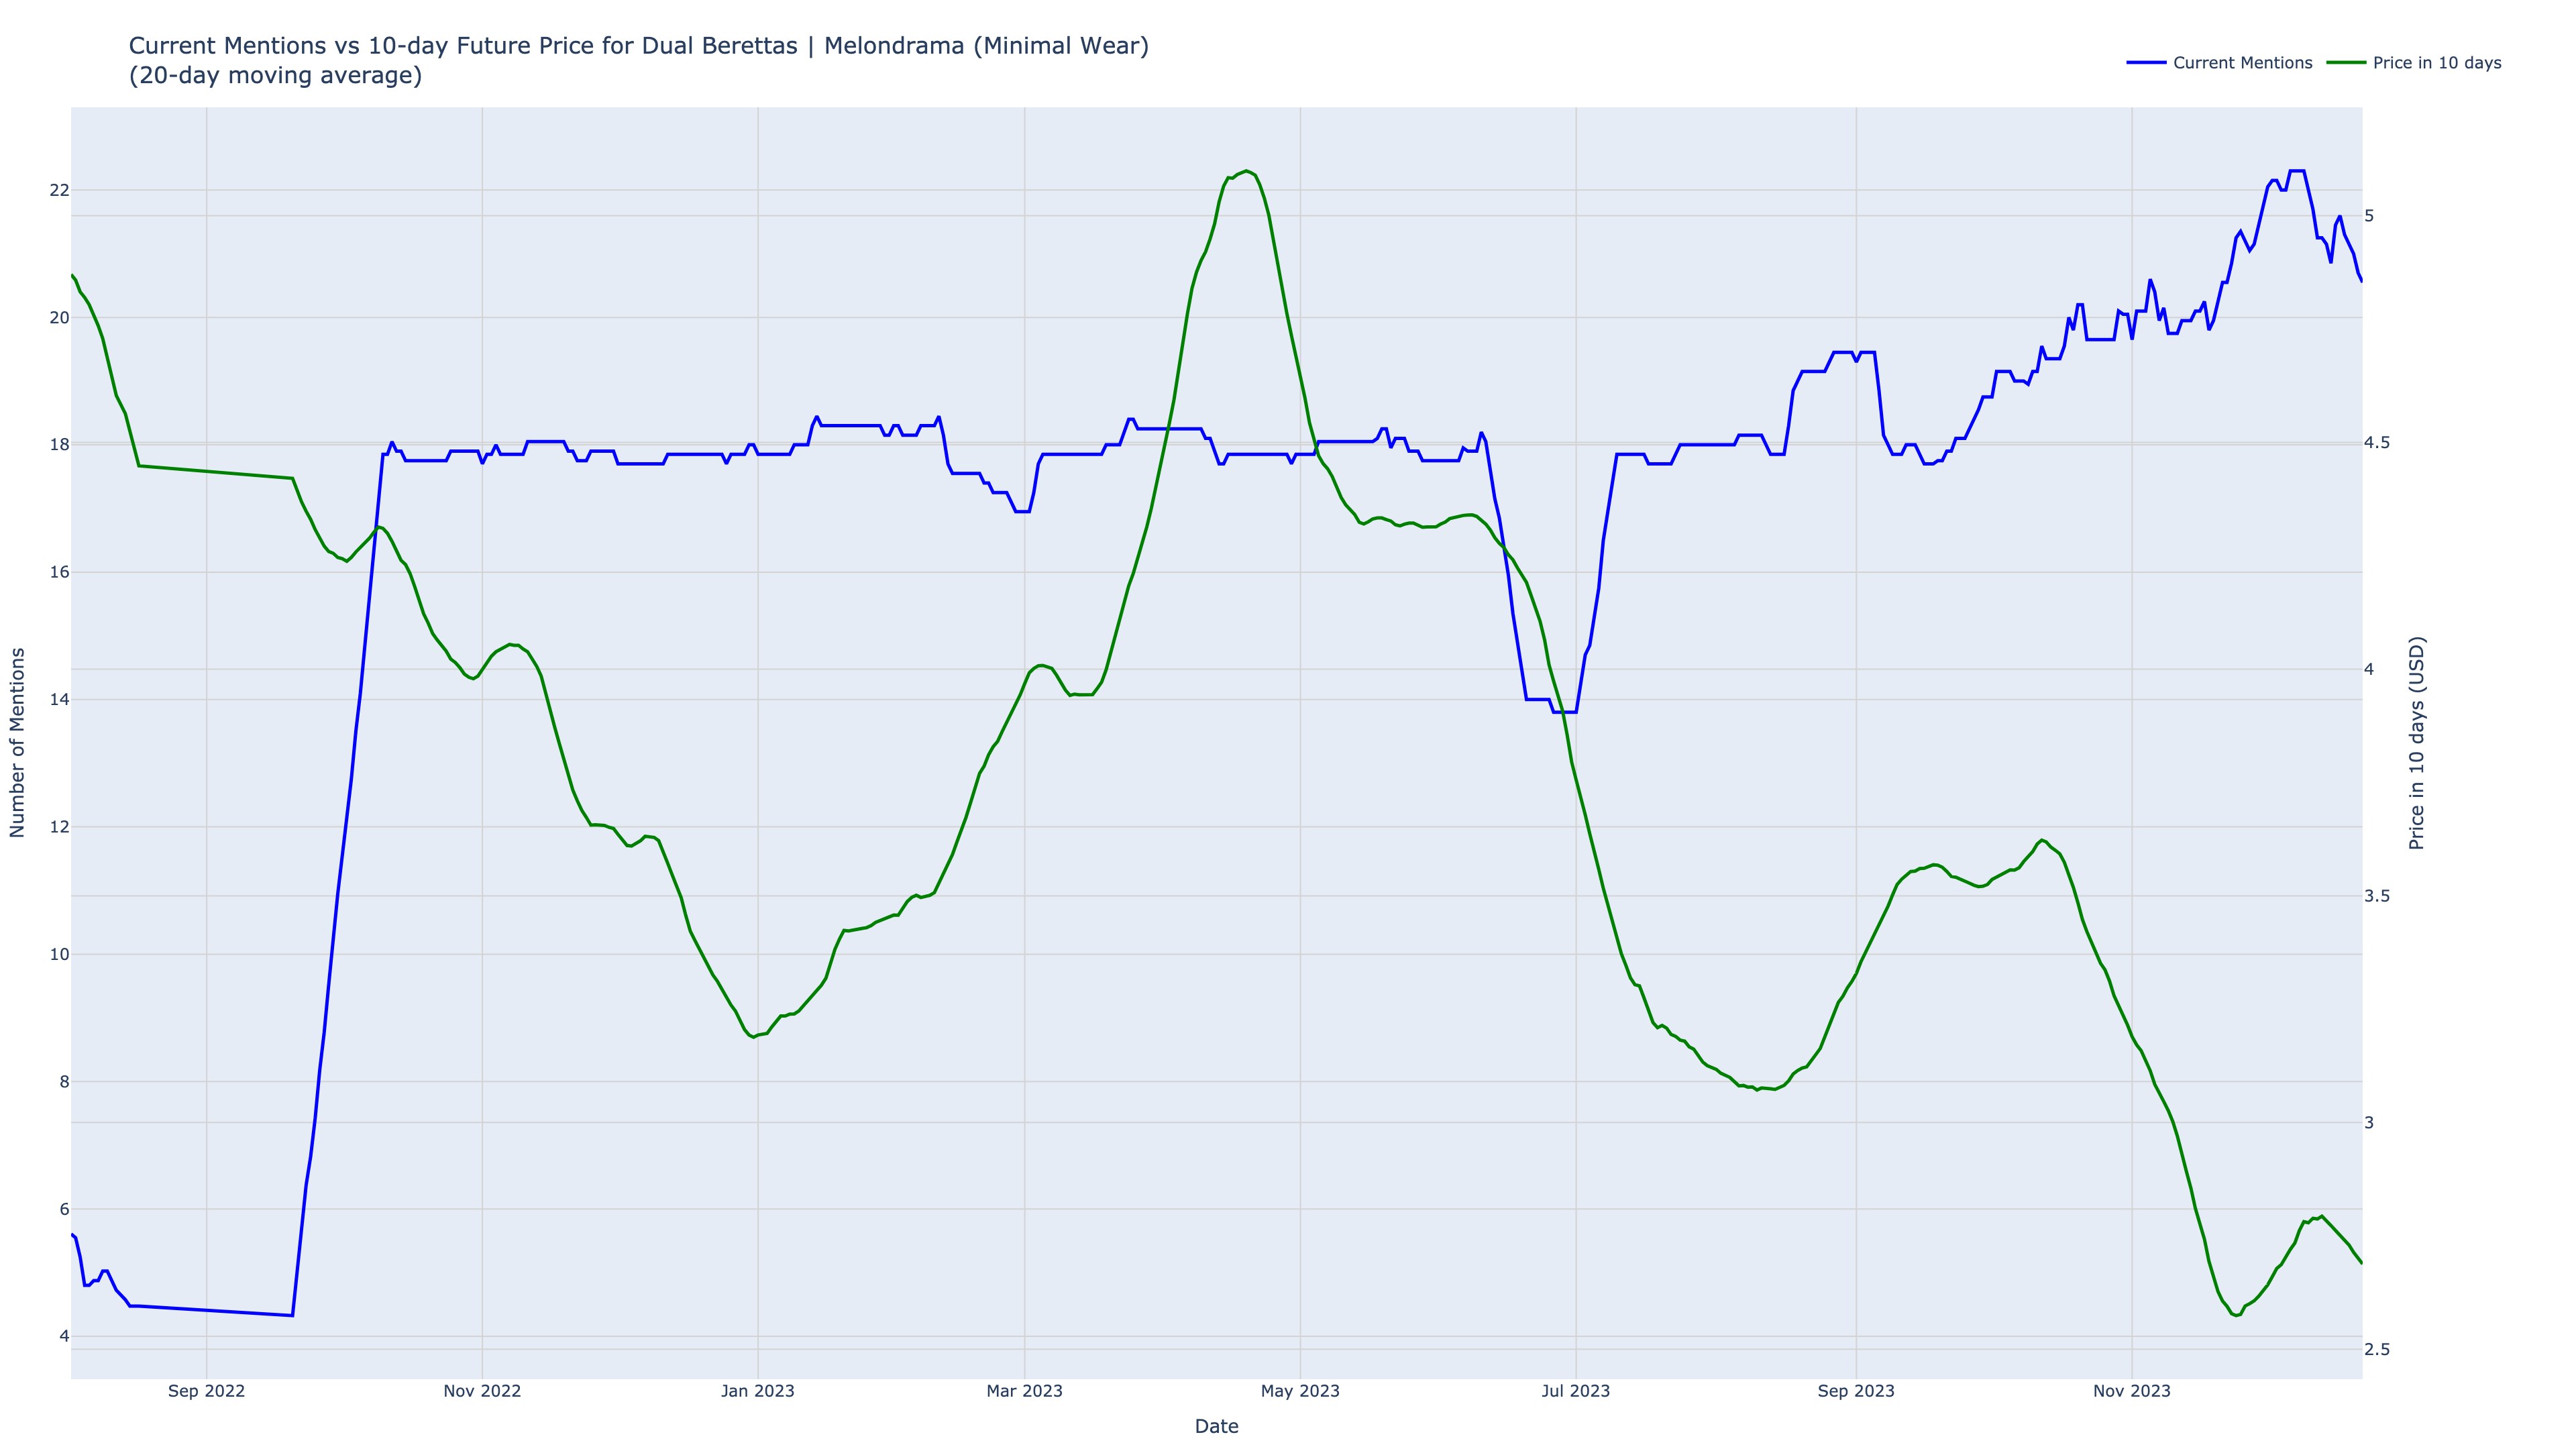 Current Mentions vs 10-day Future Price for Dual Berettas | Melondrama (Minimal Wear)
(20-day moving average)
Current Mentions
Price in 10 days
Number of Mentions
22
20
18
16
14
12
10
8
6
4
5
4.5
4
3.5
3
2.5
Price in 10 days (USD)
Sep 2022
Nov 2022
Jan 2023
Mar 2023
May 2023
Jul 2023
Sep 2023
Nov 2023
Date